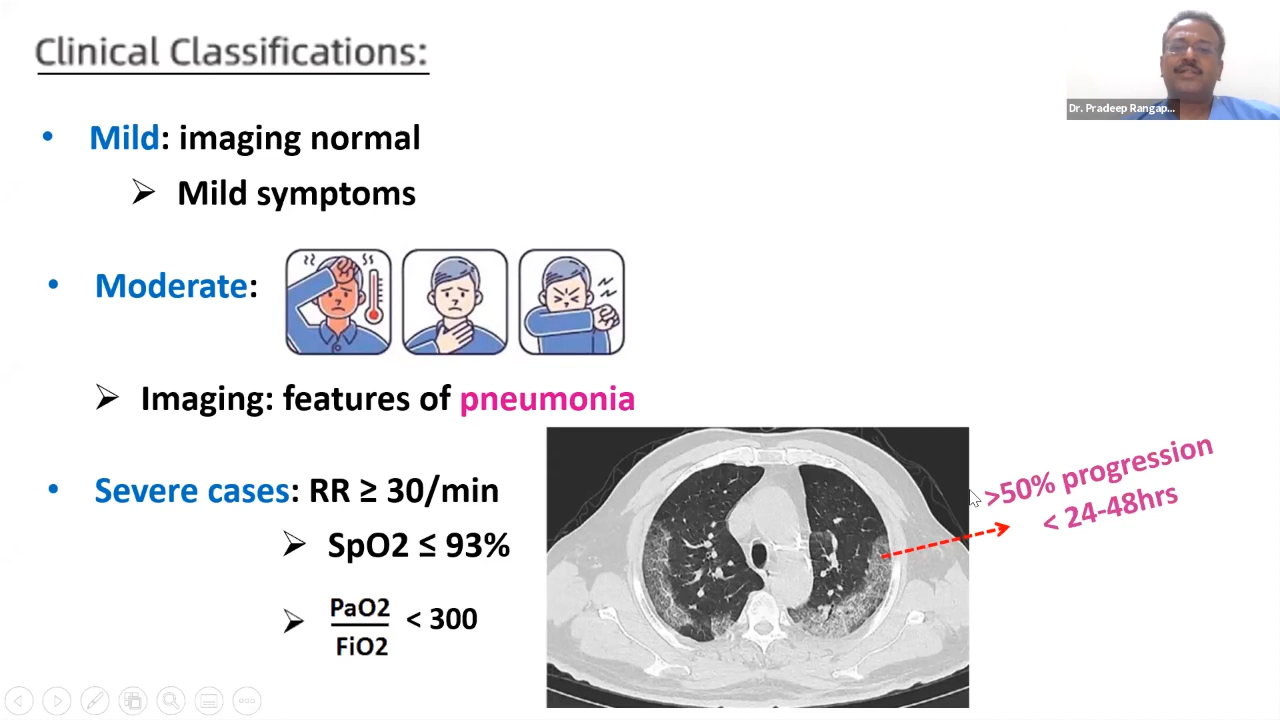 Clinical Classifications:
Dr. Pradeep Rangap...
• Mild: imaging normal
➢ Mild symptoms
• Moderate:
➢ Imaging: features of pneumonia
• Severe cases: RR ≥ 30/min
➢ SpO2 ≤ 93%
➢ PaO2
FiO2
< 300
>50% progression
< 24-48hrs